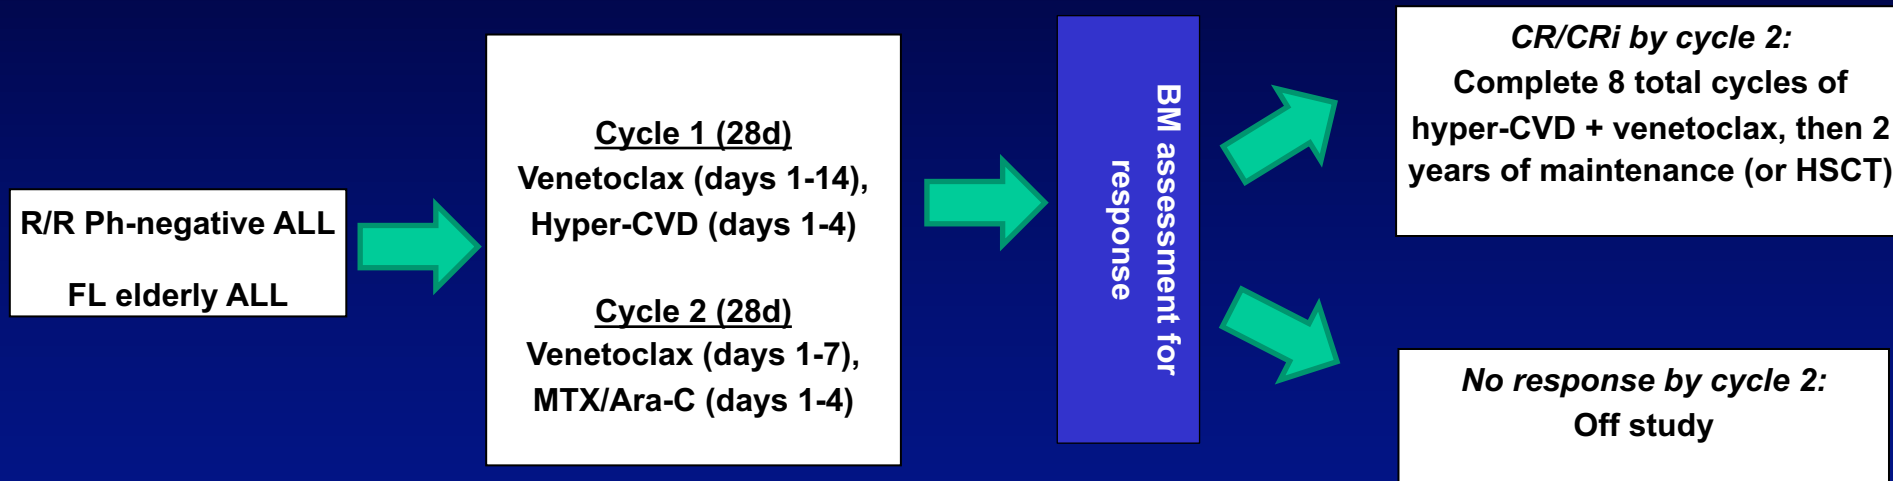 R/R Ph-negative ALL
FL elderly ALL
Cycle 1 (28d)
Venetoclax (days 1-14),
Hyper-CVD (days 1-4)
Cycle 2 (28d)
Venetoclax (days 1-7),
MTX/Ara-C (days 1-4)
BM assessment for
response
CR/CRi by cycle 2:
Complete 8 total cycles of
hyper-CVD + venetoclax, then 2
years of maintenance (or HSCT)
No response by cycle 2:
Off study